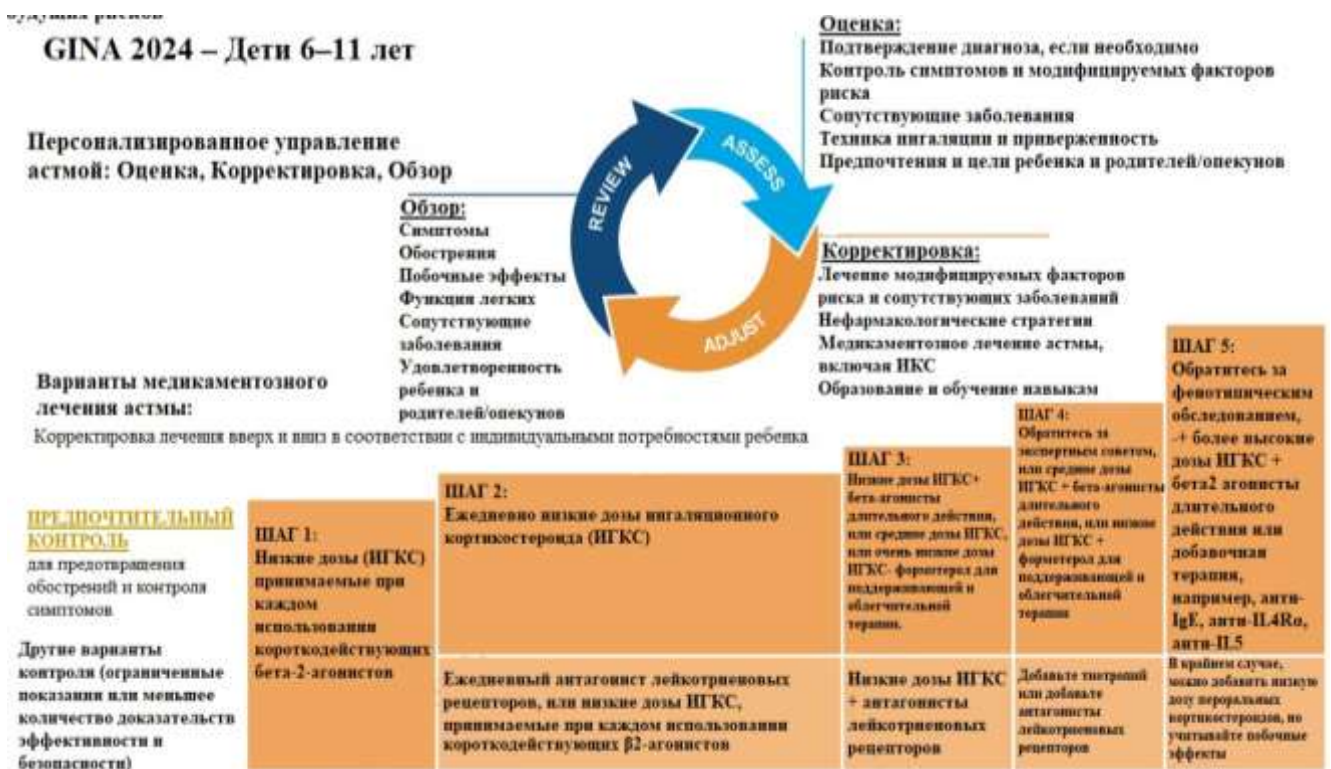 будущих рисков
GINA 2024 – Дети 6–11 лет
Персонализированное управление
астмой: Оценка, Корректировка, Обзор
Оценка:
Подтверждение диагноза, если необходимо
Контроль симптомов и модифицируемых факторов
риска
Сопутствующие заболевания
Техника ингаляции и приверженность
Предпочтения и цели ребенка и родителей/опекунов
REVIEW
ASSESS
ADJUST
Обзор:
Симптомы
Обострения
Побочные эффекты
Функция легких
Сопутствующие
заболевания
Удовлетворенность
ребенка и
родителей/опекунов
Корректировка:
Лечение модифицируемых факторов
риска и сопутствующих заболеваний
Нефармакологические стратегии
Медикаментозное лечение астмы,
включая ИКС
Образование и обучение навыкам
Варианты медикаментозного
лечения астмы:
Корректировка лечения вверх и вниз в соответствии с индивидуальными потребностями ребенка
ПРЕДПОЧТИТЕЛЬНЫЙ
КОНТРОЛЬ
для предотвращения
обострений и контроля
симптомов
Другие варианты
контроля (ограниченные
показания или меньшее
количество доказательств
эффективности и
безопасности)
ШАГ 1:
Низкие дозы (ИГКС)
принимаемые при
каждом
использовании
короткодействующих
бета-2-агонистов
ШАГ 2:
Ежедневно низкие дозы ингаляционного
кортикостероида (ИГКС)
Ежедневный антагонист лейкотриеновых
рецепторов, или низкие дозы ИГКС,
принимаемые при каждом использовании
короткодействующих β2-агонистов
ШАГ 3:
Низкие дозы ИГКС+
бета-агонисты
длительного действия,
или средние дозы ИГКС,
или очень низкие дозы
ИГКС- формотерол для
поддерживающей и
облегчительной
терапии.
Низкие дозы ИГКС
+ антагонисты
лейкотриеновых
рецепторов
ШАГ 4:
Обратитесь за
экспертным советом,
или средние дозы
ИГКС + бета-агонисты
длительного
действия, или низкие
дозы ИГКС +
формотерол для
поддерживающей и
облегчительной
терапии
Добавьте тиотропий
или добавьте
антагонисты
лейкотриеновых
рецепторов
ШАГ 5:
Обратитесь за
фенотипическим
обследованием,
-+ более высокие
дозы ИГКС +
бета2 агонисты
длительного
действия или
добавочная
терапия,
например, анти-
IgE, анти-IL4Rα,
анти-IL5
В крайнем случае,
можно добавить низкую
дозу пероральных
кортикостероидов, но
учитывайте побочные
эффекты